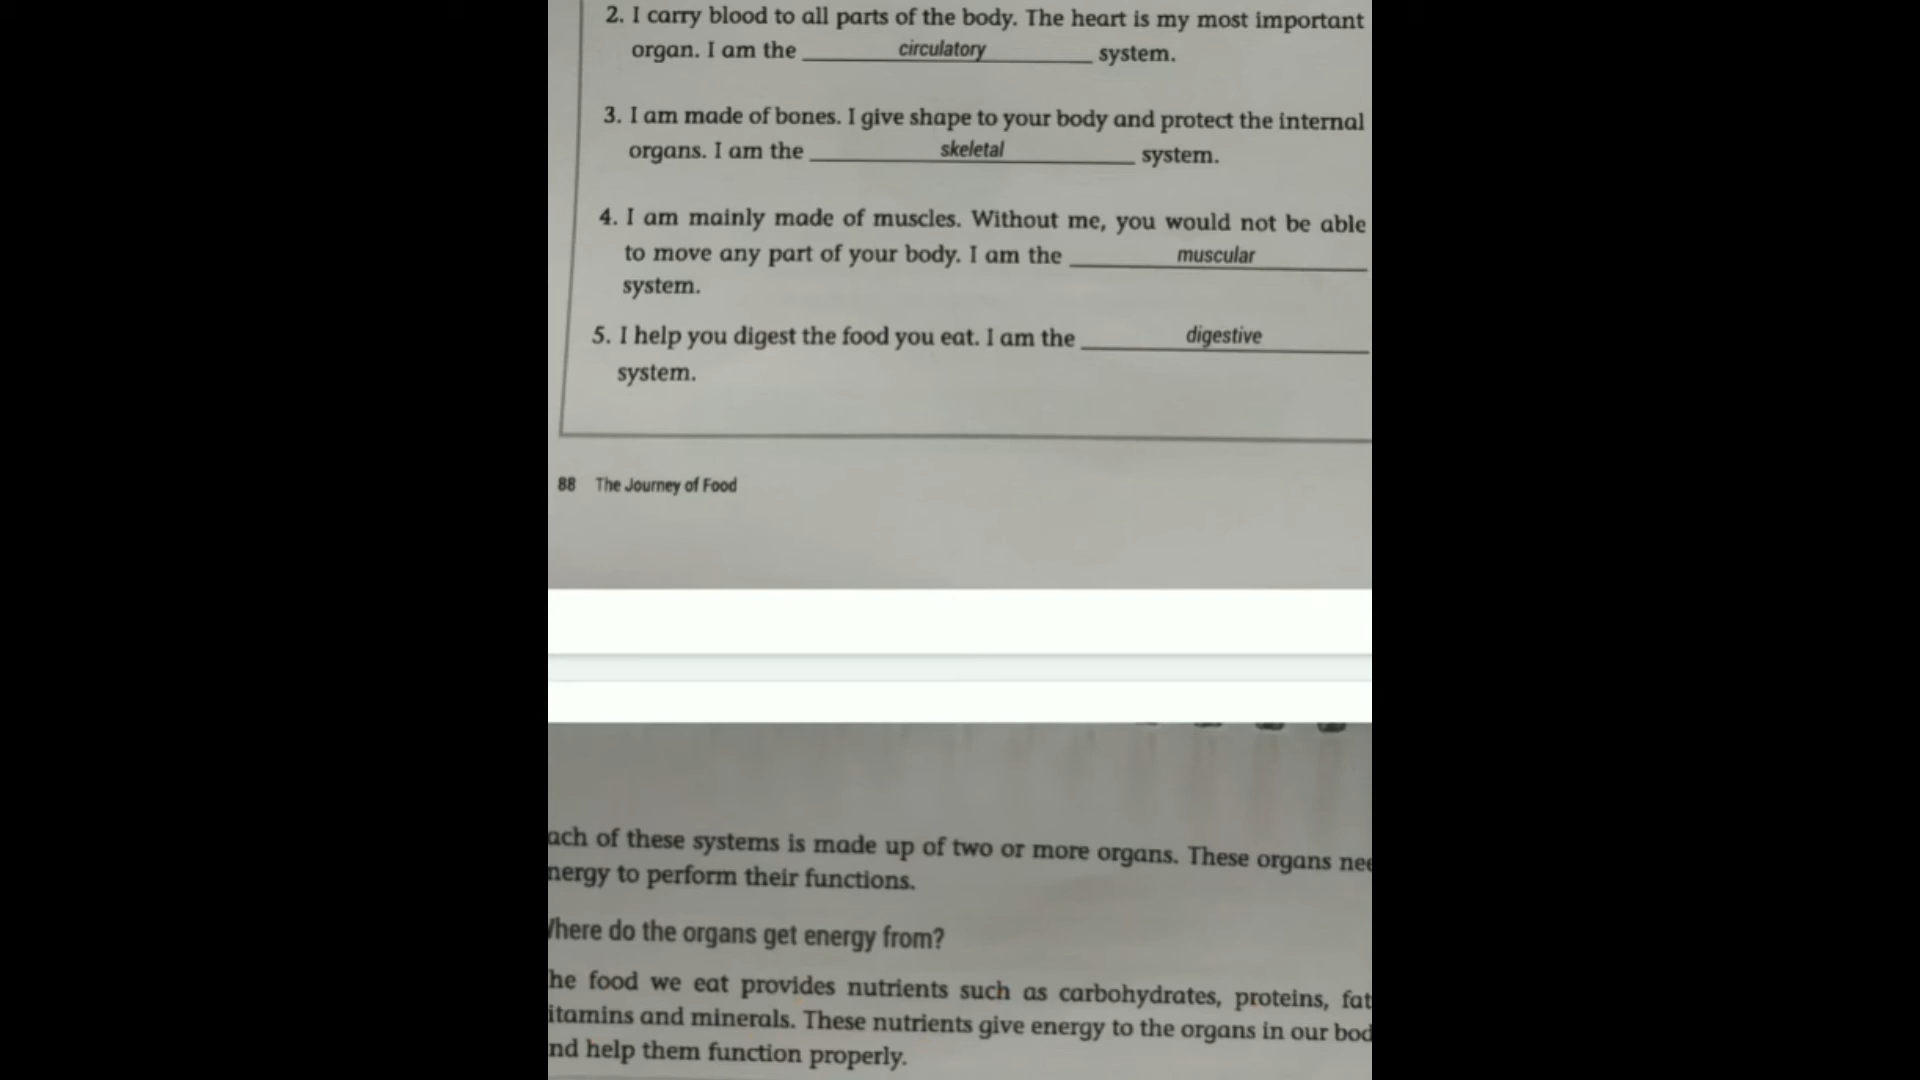 2. I carry blood to all parts of the body. The heart is my most important
organ. I am the circulatory system.
3. I am made of bones. I give shape to your body and protect the internal
organs. I am the skeletal system.
4. I am mainly made of muscles. Without me, you would not be able
to move any part of your body. I am the muscular
system.
5. I help you digest the food you eat. I am the digestive
system.
88 The Journey of Food
ach of these systems is made up of two or more organs. These organs nee
nergy to perform their functions.
here do the organs get energy from?
he food we eat provides nutrients such as carbohydrates, proteins, fat
itamins and minerals. These nutrients give energy to the organs in our bod
nd help them function properly.